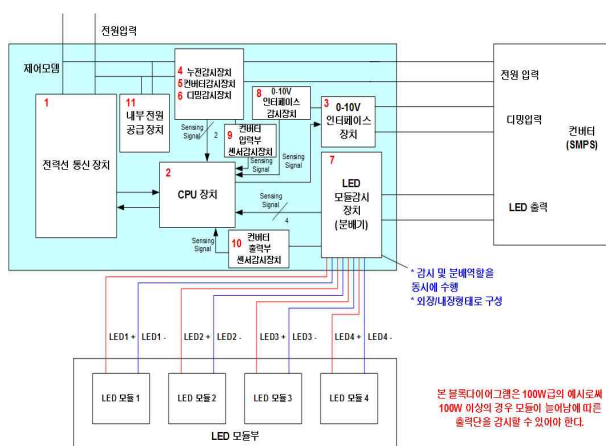 전원입력
제어모뎀
1
전력선 통신 장치
11
내부 전원
공급 장치
4 누전감시장치
5 컨버터감시장치
6 디밍감시장치
8 0-10V
인터페이스
감시장치
3 0-10V
인터페이스
장치
전원 입력
디밍입력
컨버터
(SMPS)
LED 출력
Sensing
Signal
2
9 컨버터
입력부
센서감시장치
Sensing
Signal
Sensing
Signal
2
CPU 장치
7
LED
모듈감시
장치
(분배기)
Sensing
Signal
4
Sensing
Signal
10 컨버터
출력부
센서감시장치
* 감시 및 분배역할을
동시에 수행
* 외장/내장형태로 구성
LED1 +
LED1 -
LED2 +
LED2 -
LED3 +
LED3 -
LED4 +
LED4 -
LED 모듈 1
LED 모듈 2
LED 모듈 3
LED 모듈 4
LED 모듈부
본 블록다이어그램은 100W급의 예시로써
100W 이상의 경우 모듈이 늘어남에 따른
출력단을 감시할 수 있어야 한다.